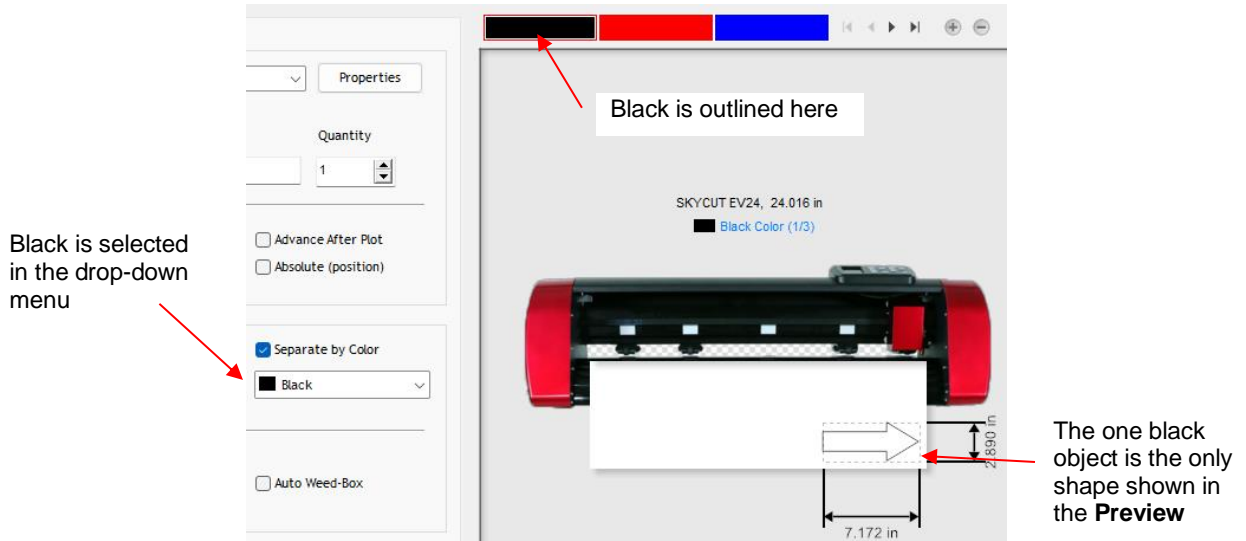 Properties
Black is outlined here
Quantity
1
SKYCUT EV24, 24.016 in
Black Color (1/3)
Black is selected
in the drop-down
menu
Advance After Plot
Absolute (position)
Separate by Color
Black
2.890 in
The one black
object is the only
shape shown in
the Preview
Auto Weed-Box
7.172 in